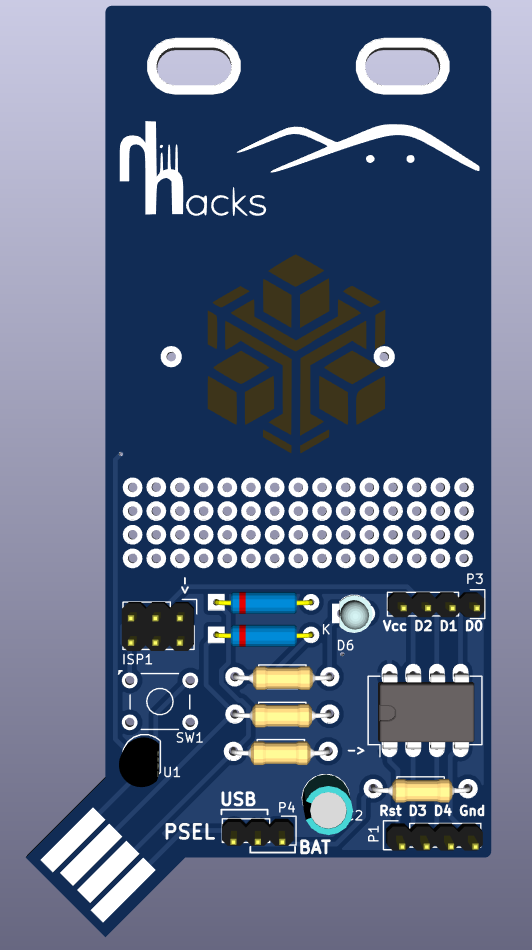 hill
hacks
P3
Vcc D2 D1 D0
K
D6
ISP1
SW1
U1
->
USB
P4
PSEL
BAT
2
Rst D3 D4 Gnd
P1